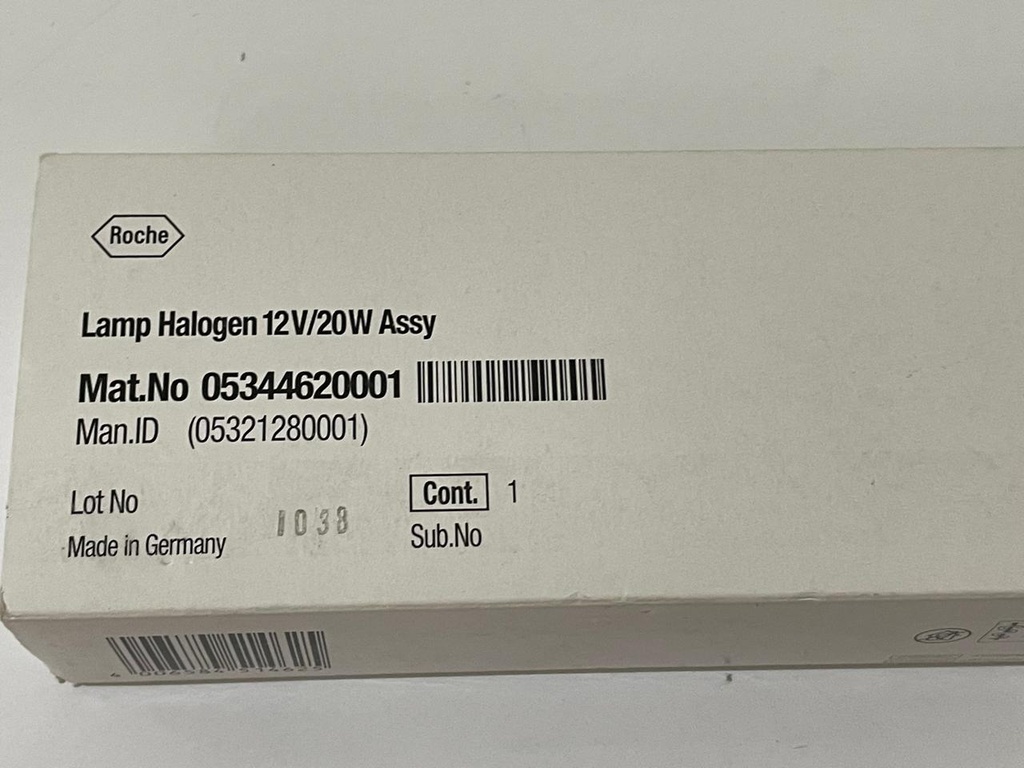 Roche
Lamp Halogen 12V/20W Assy
Mat.No 05344620001
Man.ID (05321280001)
Lot No
1038
Cont. 1
Made in Germany
Sub.No